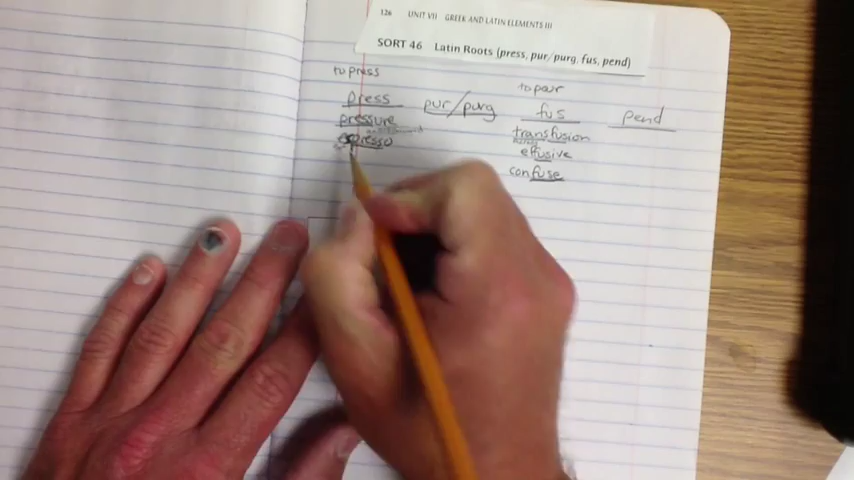 126 UNIT VII GREEK AND LATIN ELEMENTS III
SORT 46 Latin Roots (press, pur/purg, fus, pend)
to press to pour
press pur/purg fus pend
pressure transfusion
espresso effusive
confuse